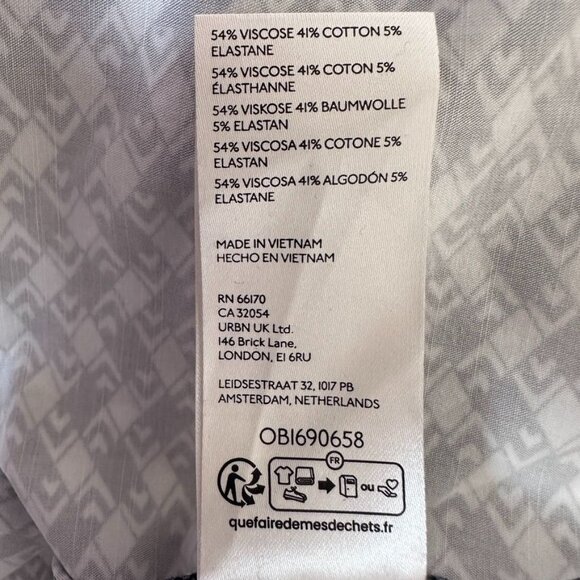 54% VISCOSE 41% COTTON 5%
ELASTANE
54% VISCOSE 41% COTON 5%
ÉLASTHANNE
54% VISKOSE 41% BAUMWOLLE
5% ELASTAN
54% VISCOSA 41% COTONE 5%
ELASTAN
54% VISCOSA 41% ALGODÓN 5%
ELASTANE
MADE IN VIETNAM
HECHO EN VIETNAM
RN 66170
CA 32054
URBN UK Ltd.
146 Brick Lane,
LONDON, E1 6RU
LEIDSESTRAAT 32, 1017 PB
AMSTERDAM, NETHERLANDS
OB1690658
FR
ou
quefairedemesdechets.fr